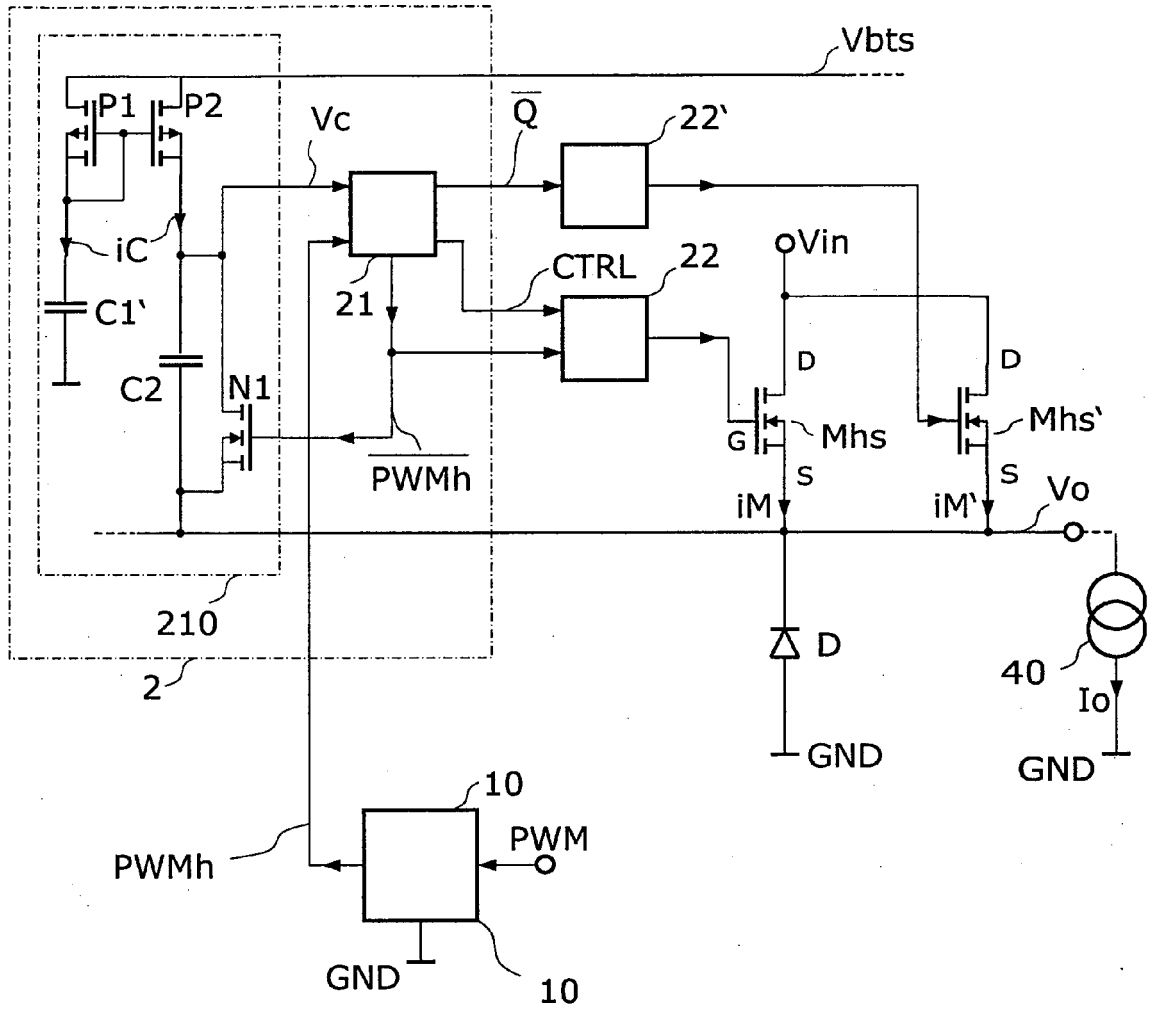 Vbts
P1
P2
Vc
Q̅
22‘
iC
21
CTRL
22
Vin
C1‘
C2
N1
D
D
G
Mhs
Mhs‘
P̅W̅M̅h̅
S
S
iM
iM‘
Vo
210
2
D
40
Io
GND
GND
10
PWM
PWMh
GND
10